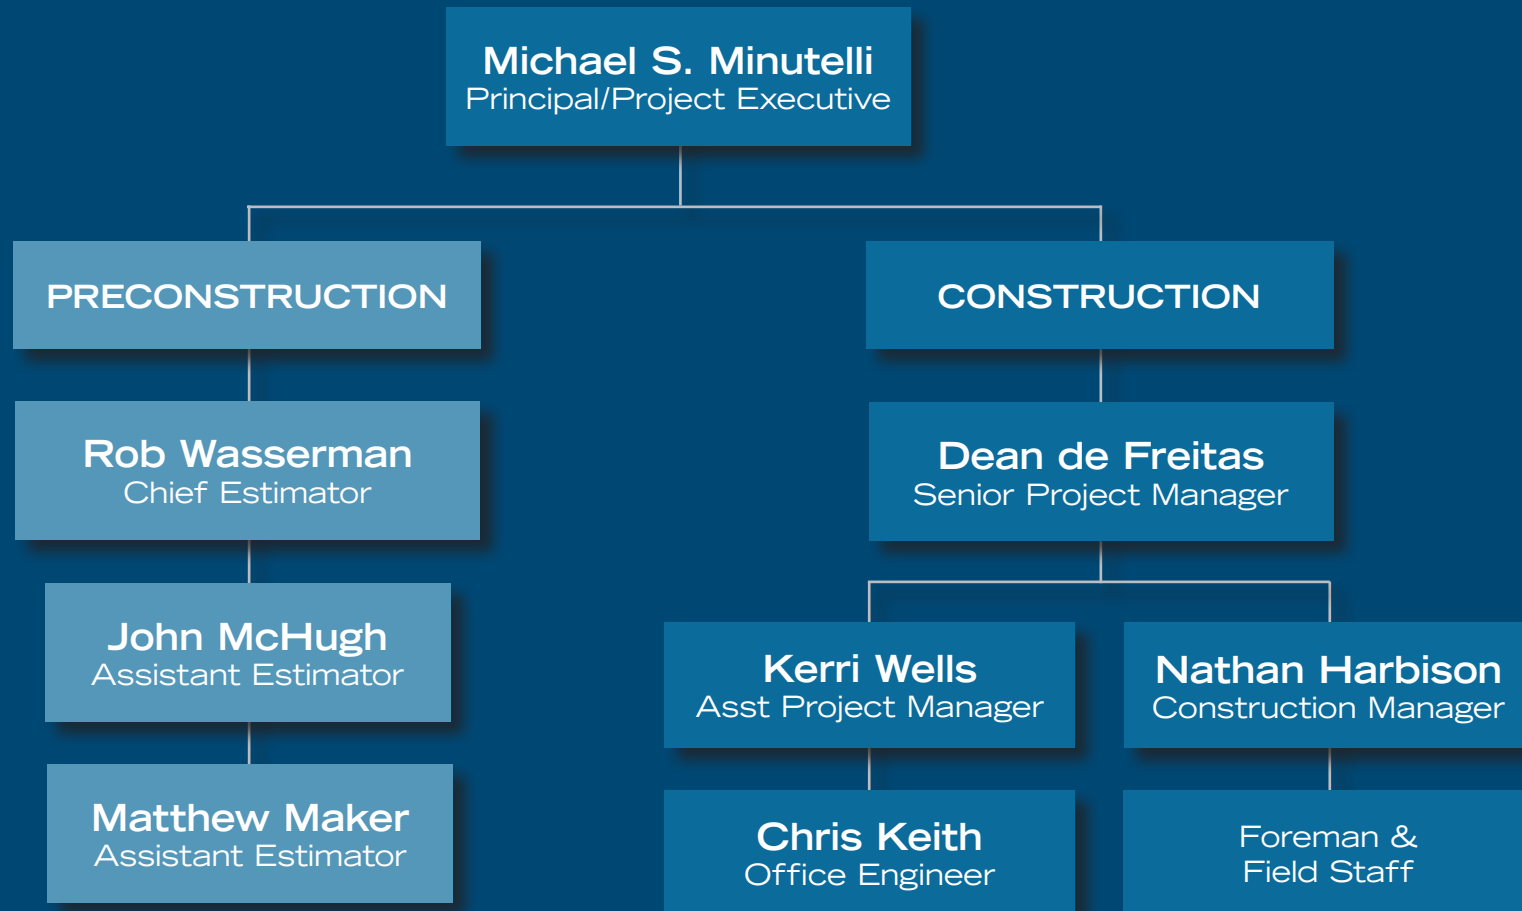 Michael S. Minutelli
Principal/Project Executive
PRECONSTRUCTION
CONSTRUCTION
Rob Wasserman
Chief Estimator
Dean de Freitas
Senior Project Manager
John McHugh
Assistant Estimator
Kerri Wells
Asst Project Manager
Nathan Harbison
Construction Manager
Matthew Maker
Assistant Estimator
Chris Keith
Office Engineer
Foreman &
Field Staff